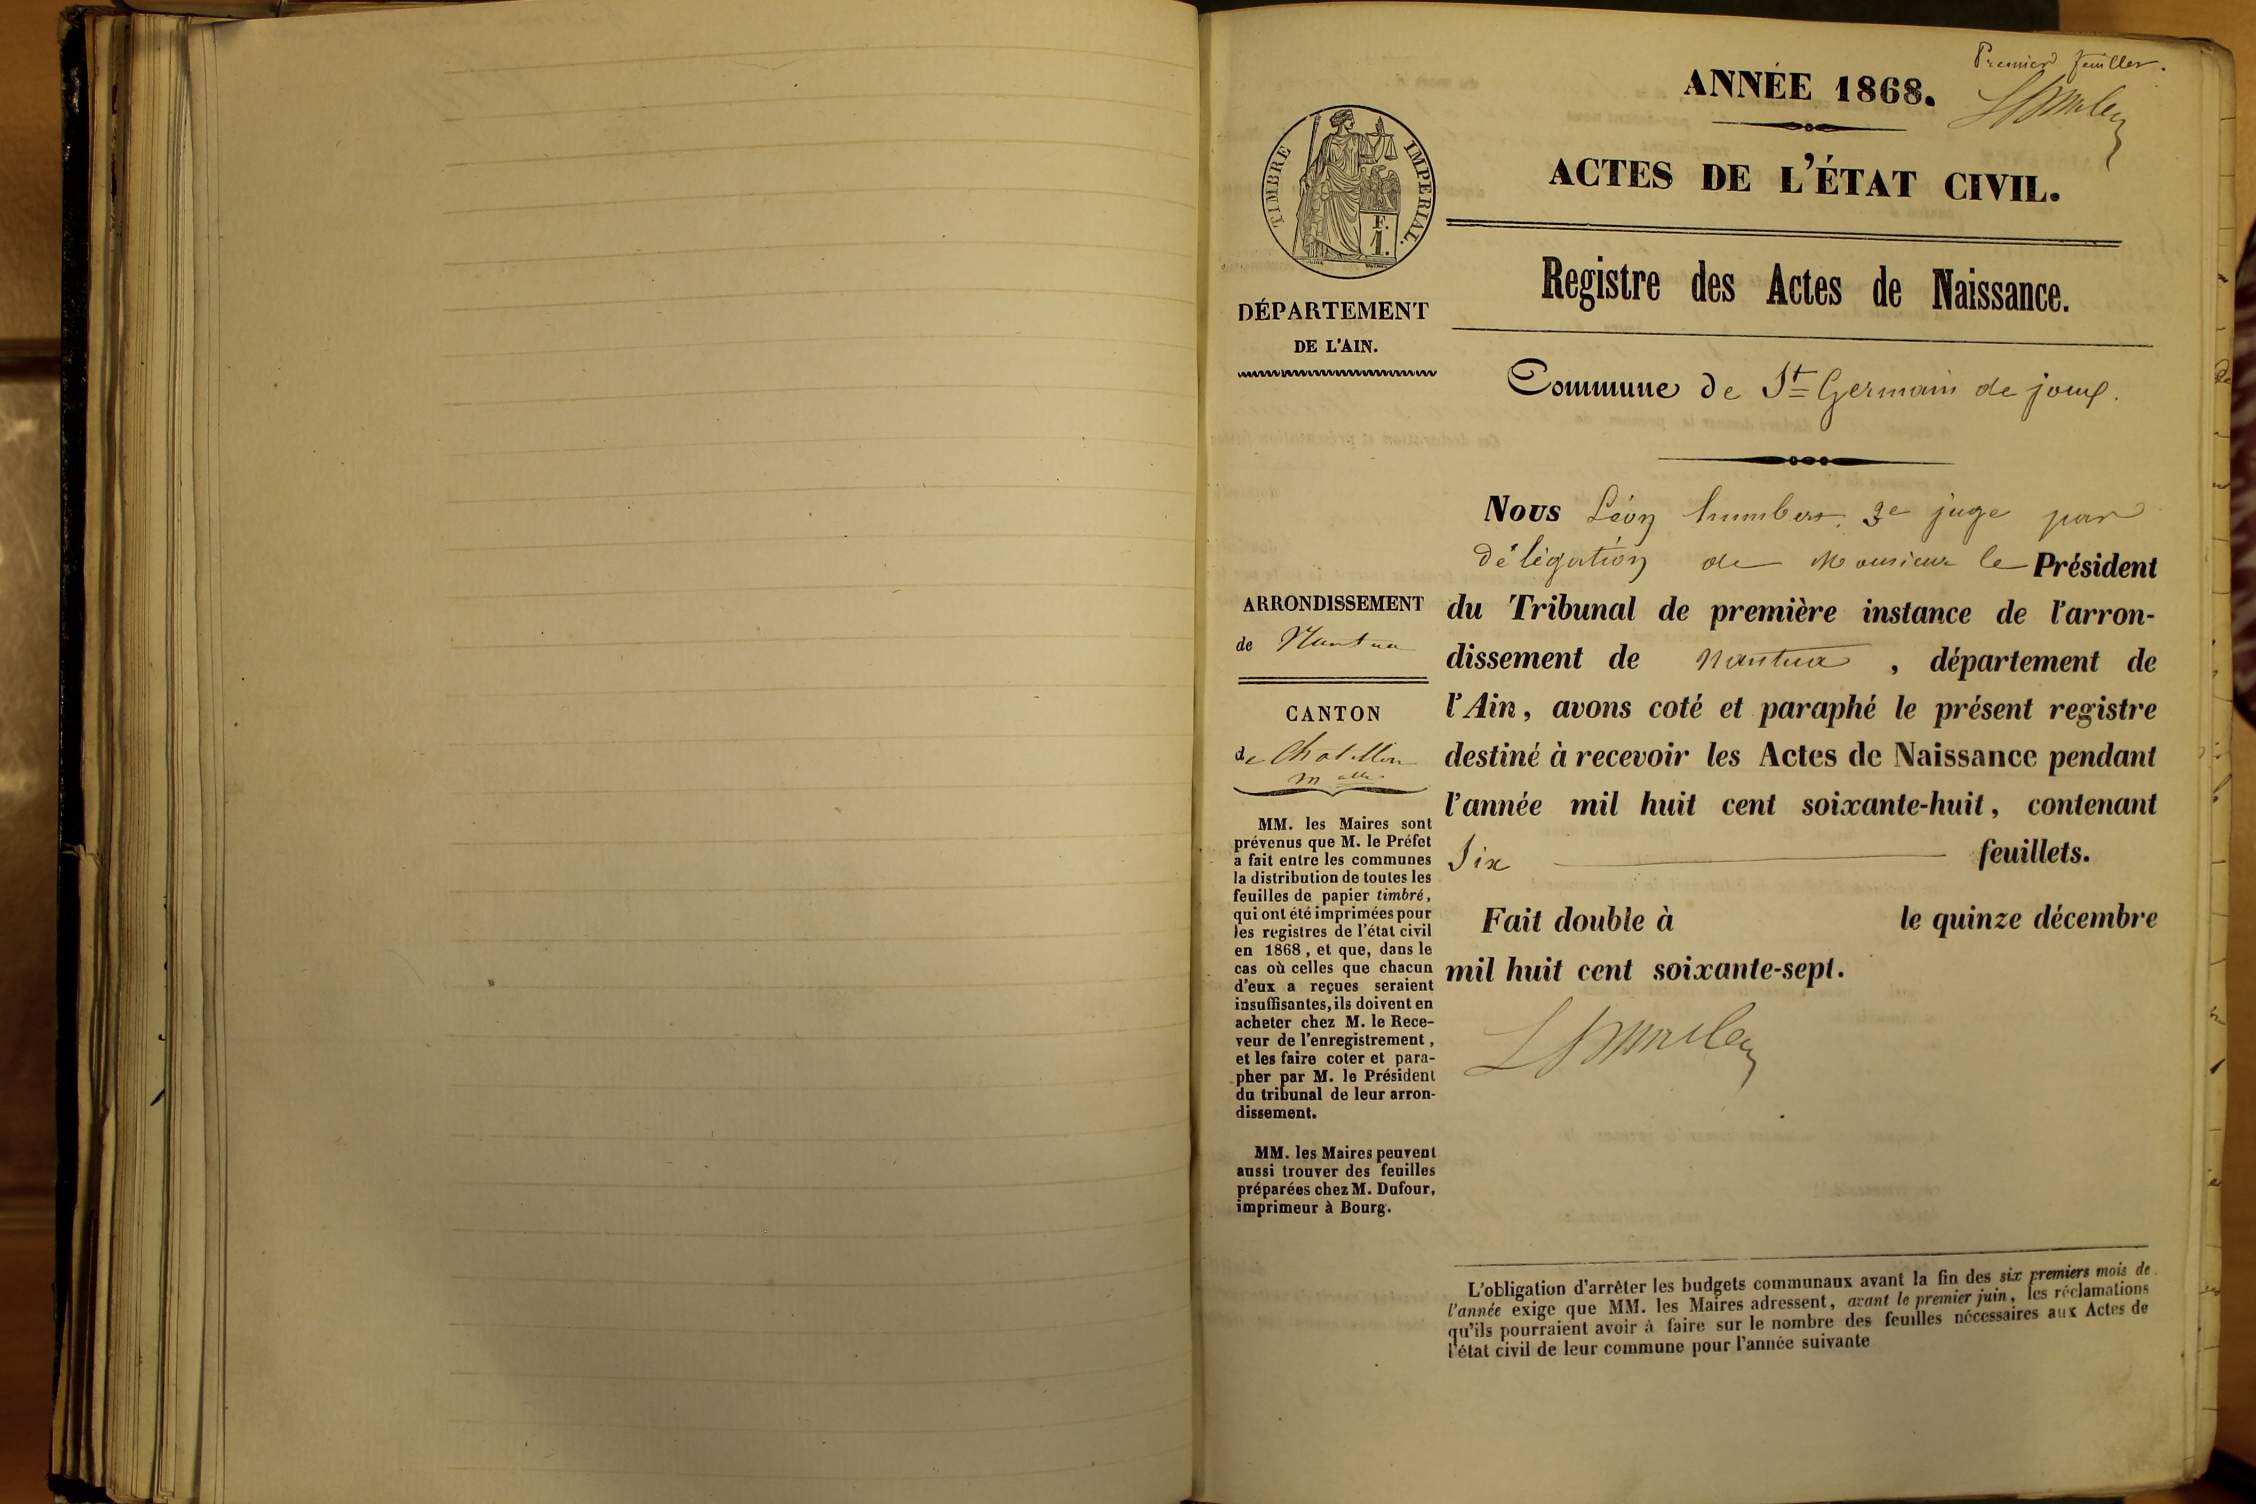 Premier feuillet.
ANNÉE 1868.
ACTES DE L'ÉTAT CIVIL.
TIMBRE IMPERIAL.
F.
1.
Registre des Actes de Naissance.
DÉPARTEMENT
DE L'AIN.
Commune de St Germain de joux.
Nous Léon humbert, 3e juge par
délégation de Monsieur le Président
du Tribunal de première instance de l'arron-
dissement de nantua, département de
l'Ain, avons coté et paraphé le présent registre
destiné à recevoir les Actes de Naissance pendant
l'année mil huit cent soixante-huit, contenant
Six feuillets.
Fait double à le quinze décembre
mil huit cent soixante-sept.
ARRONDISSEMENT
de Nantua
CANTON
de Chatillon
MM. les Maires sont
prévenus que M. le Préfet
a fait entre les communes
la distribution de toutes les
feuilles de papier timbré,
qui ont été imprimées pour
les registres de l'état civil
en 1868, et que, dans le
cas où celles que chacun
d'eux a reçues seraient
insuffisantes, ils doivent en
acheter chez M. le Rece-
veur de l'enregistrement,
et les faire coter et para-
pher par M. le Président
du tribunal de leur arron-
dissement.
MM. les Maires peuvent
aussi trouver des feuilles
préparées chez M. Dufour,
imprimeur à Bourg.
L'obligation d'arrêter les budgets communaux avant la fin des six premiers mois de
l'année exige que MM. les Maires adressent, avant le premier juin, les réclamations
qu'ils pourraient avoir à faire sur le nombre des feuilles nécessaires aux Actes de
l'état civil de leur commune pour l'année suivante